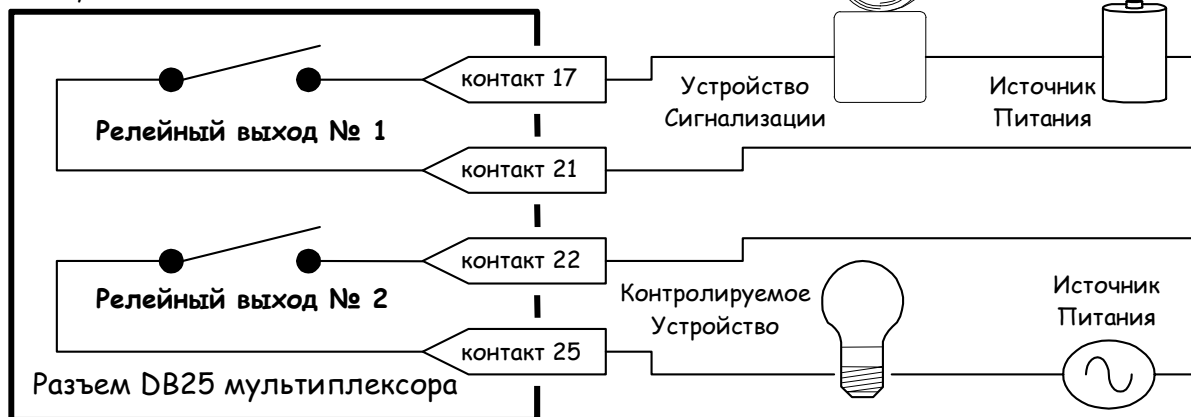 контакт 17
Устройство
Сигнализации
Источник
Питания
Релейный выход № 1
контакт 21
контакт 22
Релейный выход № 2
Контролируемое
Устройство
Источник
Питания
контакт 25
Разъем DB25 мультиплексора